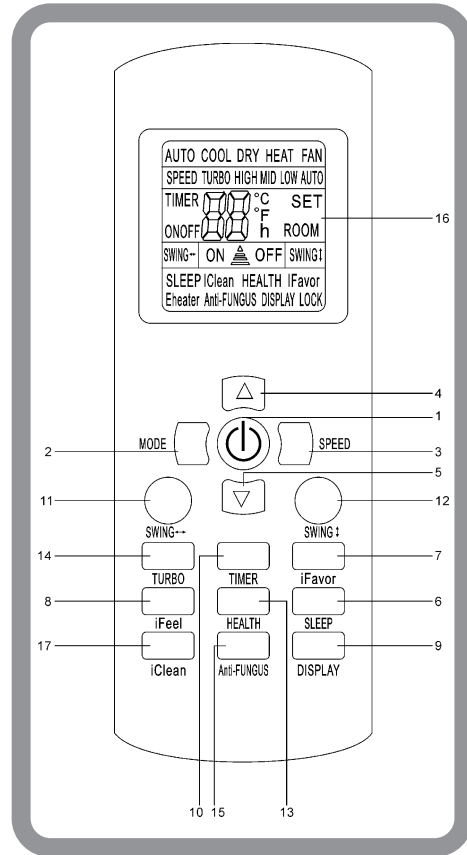 AUTO COOL DRY HEAT FAN
SPEED TURBO HIGH MID LOW AUTO
TIMER 88 °C SET
°F
ONOFF h ROOM
16
SWING↔ ON OFF SWING↕
SLEEP iClean HEALTH iFavor
Eheater Anti-FUNGUS DISPLAY LOCK
4
1
2 MODE SPEED 3
5
11 12
SWING↔ SWING↕
14 7
TURBO TIMER iFavor
8 6
iFeel HEALTH SLEEP
17 9
iClean Anti-FUNGUS DISPLAY
10 15 13